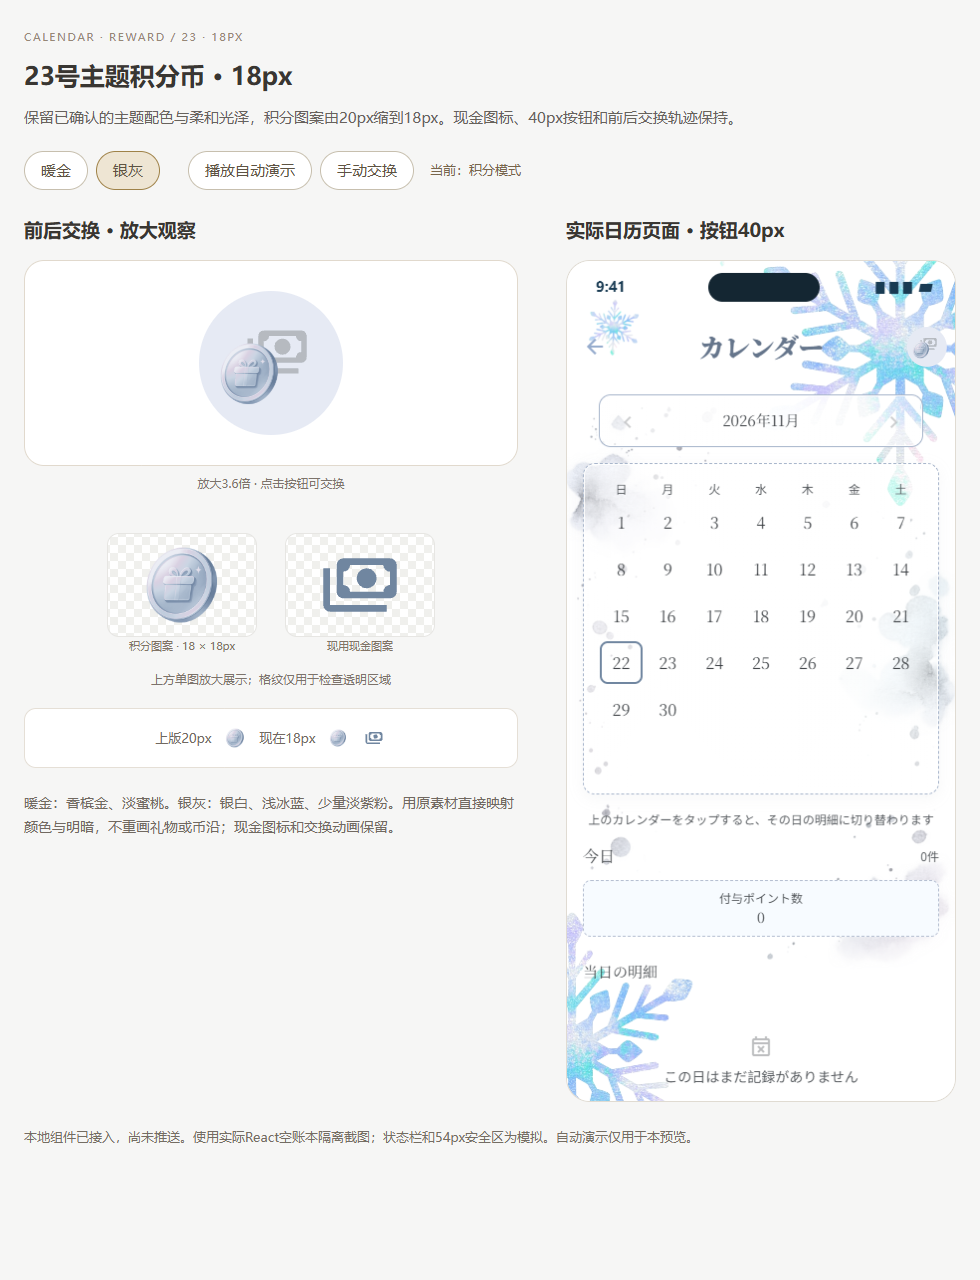 CALENDAR · REWARD / 23 · 18PX
23号主题积分币 • 18px
保留已确认的主题配色与柔和光泽，积分图案由20px缩到18px。现金图标、40px按钮和前后交换轨迹保持。
暖金 银灰 播放自动演示 手动交换 当前：积分模式
前后交换 • 放大观察
放大3.6倍 · 点击按钮可交换
积分图案 · 18 × 18px 现用现金图案
上方单图放大展示；格纹仅用于检查透明区域
上版20px 现在18px
暖金：香槟金、淡蜜桃。银灰：银白、浅冰蓝、少量淡紫粉。用原素材直接映射
颜色与明暗，不重画礼物或币沿；现金图标和交换动画保留。
实际日历页面 • 按钮40px
9:41
カレンダー
2026年11月
日 月 火 水 木 金 土
1 2 3 4 5 6 7
8 9 10 11 12 13 14
15 16 17 18 19 20 21
22 23 24 25 26 27 28
29 30
上のカレンダーをタップすると、その日の明細に切り替わります
今日 0件
付与ポイント数
0
当日の明細
この日はまだ記録がありません
本地组件已接入，尚未推送。使用实际React空账本隔离截图；状态栏和54px安全区为模拟。自动演示仅用于本预览。